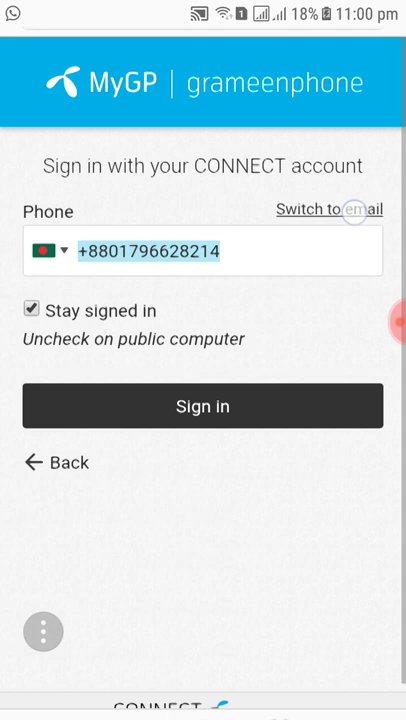 18% 11:00 pm
MyGP | grameenphone
Sign in with your CONNECT account
Phone
Switch to email
+8801796628214
Stay signed in
Uncheck on public computer
Sign in
Back
CONNECT